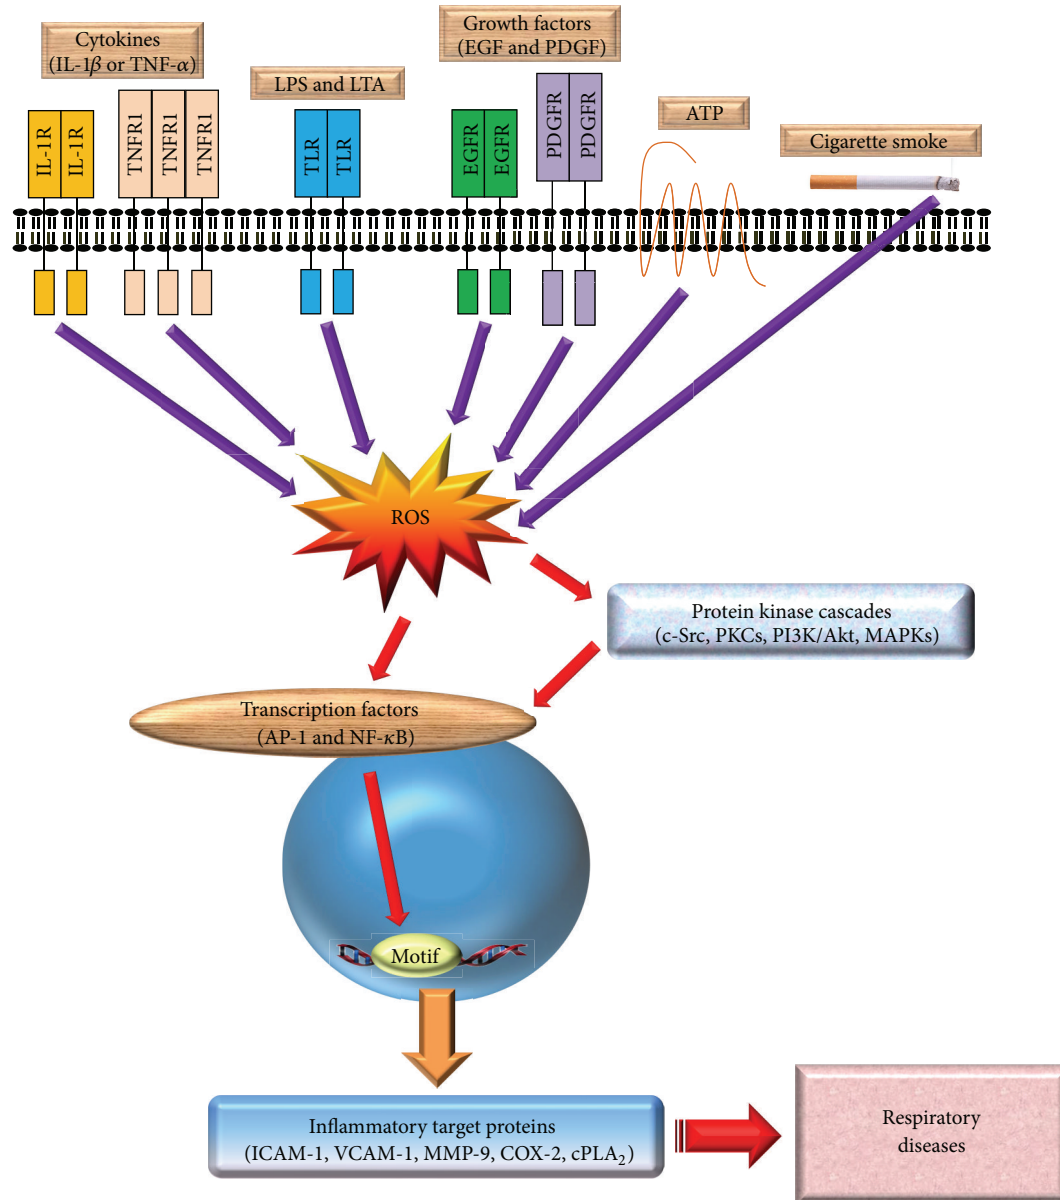 Cytokines
(IL-1β or TNF-α)
LPS and LTA
Growth factors
(EGF and PDGF)
ATP
Cigarette smoke
IL-1R
IL-1R
TNFR1
TNFR1
TNFR1
TLR
TLR
EGFR
EGFR
PDGFR
PDGFR
ROS
Protein kinase cascades
(c-Src, PKCs, PI3K/Akt, MAPKs)
Transcription factors
(AP-1 and NF-κB)
Motif
Inflammatory target proteins
(ICAM-1, VCAM-1, MMP-9, COX-2, cPLA₂)
Respiratory
diseases